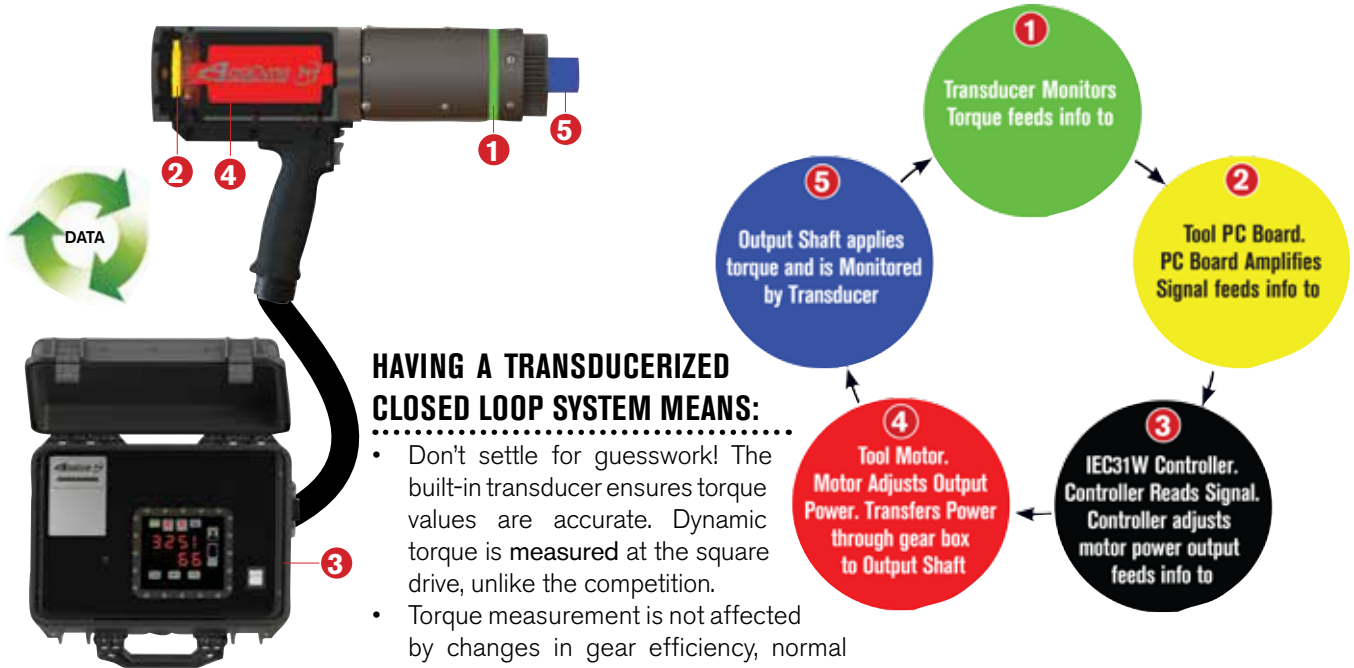 2
4
1
5
DATA
3251
66
3
HAVING A TRANSDUCERIZED
CLOSED LOOP SYSTEM MEANS:
• Don't settle for guesswork! The
built-in transducer ensures torque
values are accurate. Dynamic
torque is measured at the square
drive, unlike the competition.
• Torque measurement is not affected
by changes in gear efficiency, normal
1
Transducer Monitors
Torque feeds info to
2
Tool PC Board.
PC Board Amplifies
Signal feeds info to
3
IEC31W Controller.
Controller Reads Signal.
Controller adjusts
motor power output
feeds info to
4
Tool Motor.
Motor Adjusts Output
Power. Transfers Power
through gear box
to Output Shaft
5
Output Shaft applies
torque and is Monitored
by Transducer